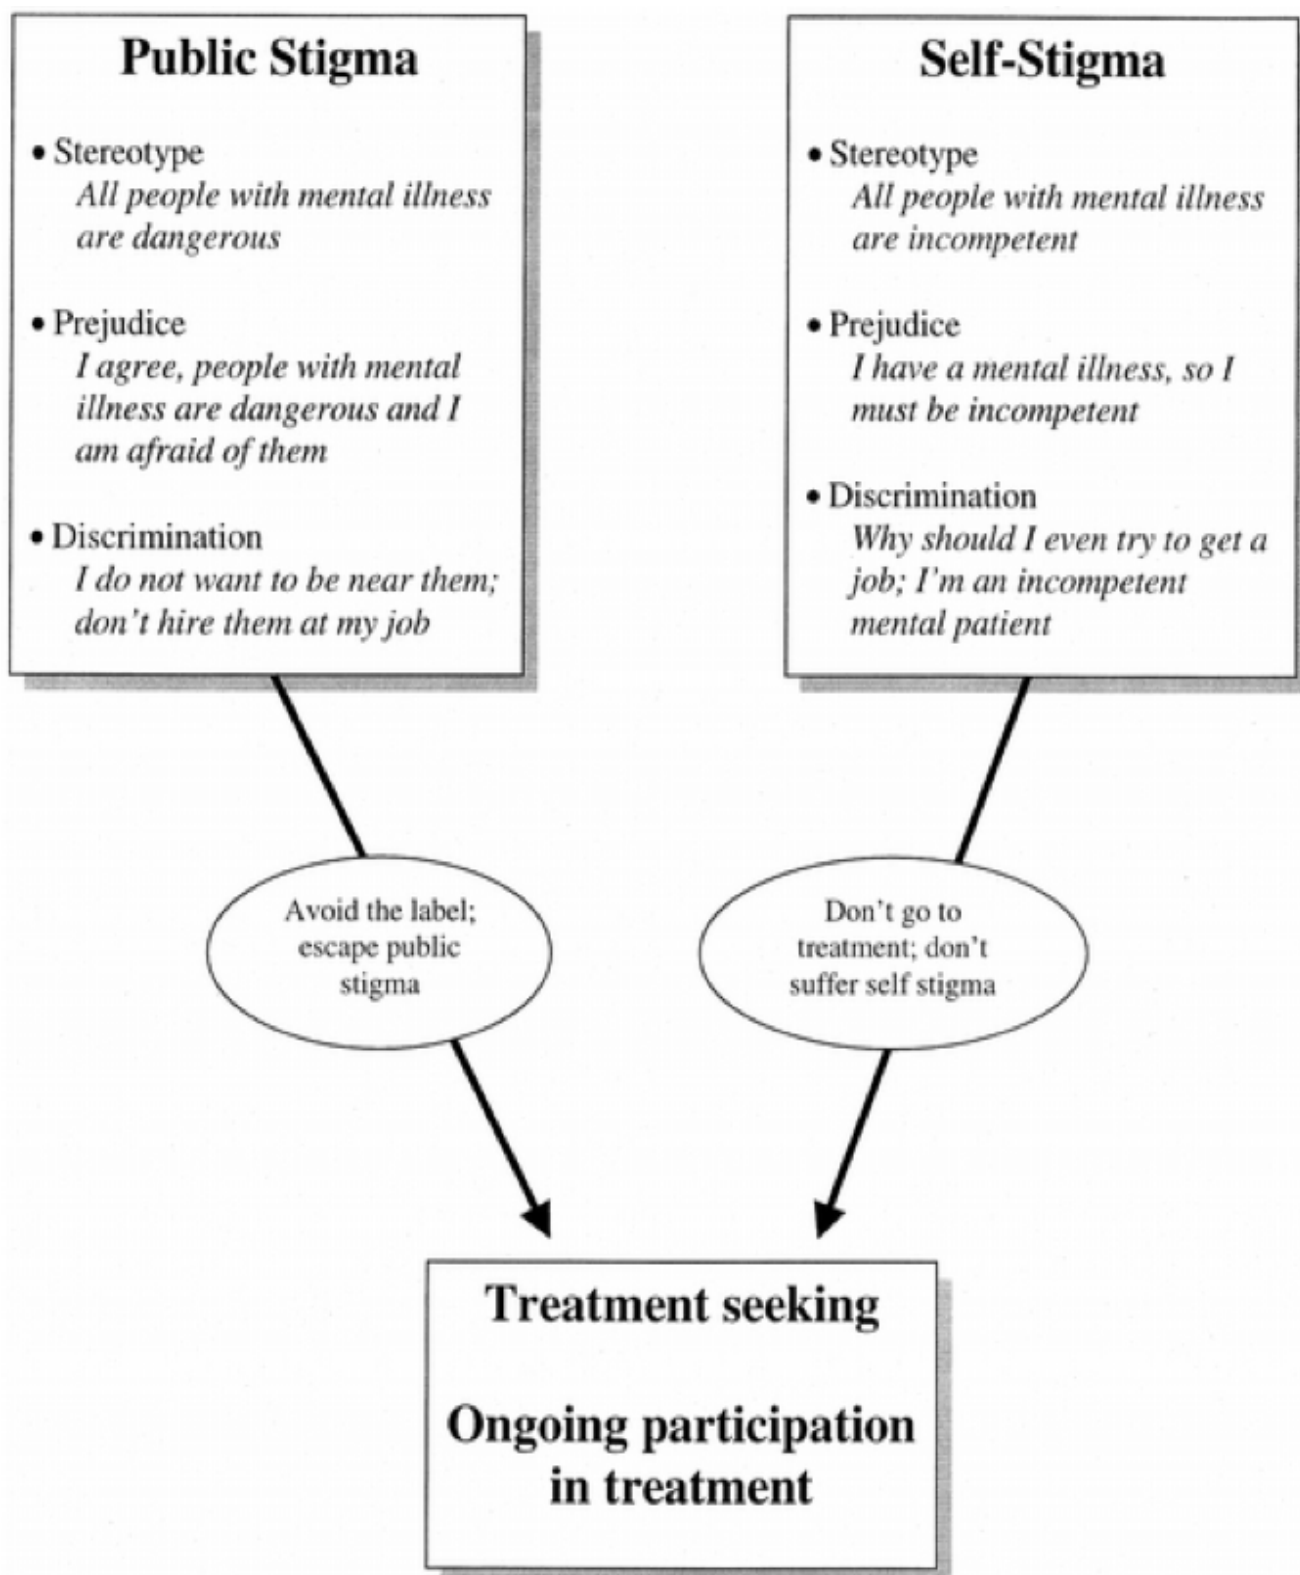 Public Stigma
• Stereotype
All people with mental illness
are dangerous
• Prejudice
I agree, people with mental
illness are dangerous and I
am afraid of them
• Discrimination
I do not want to be near them;
don't hire them at my job
Self-Stigma
• Stereotype
All people with mental illness
are incompetent
• Prejudice
I have a mental illness, so I
must be incompetent
• Discrimination
Why should I even try to get a
job; I'm an incompetent
mental patient
Avoid the label;
escape public
stigma
Don't go to
treatment; don't
suffer self stigma
Treatment seeking
Ongoing participation
in treatment